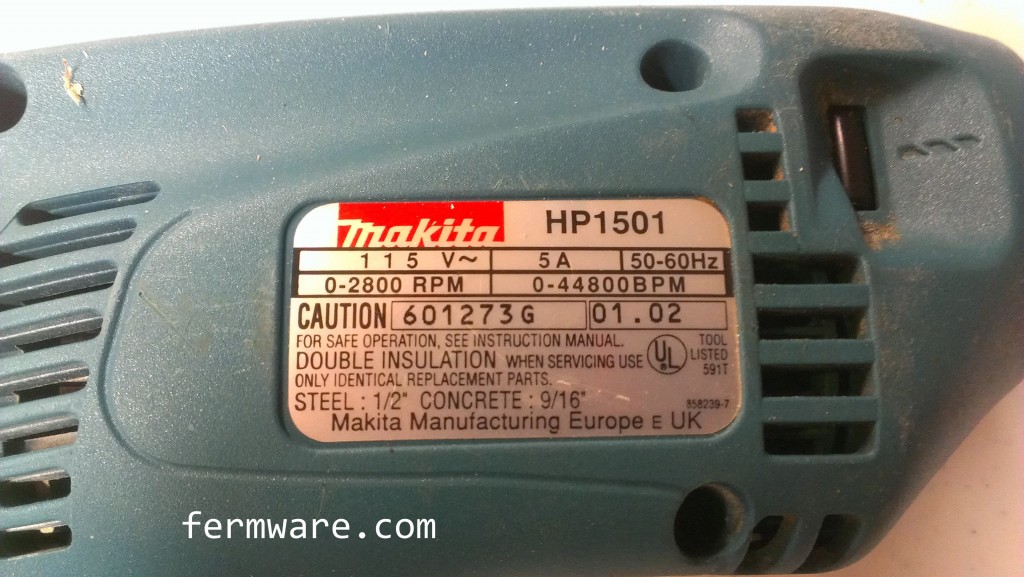 makita HP1501
115 V~ 5A 50-60Hz
0-2800 RPM 0-44800BPM
CAUTION 601273G 01.02
FOR SAFE OPERATION, SEE INSTRUCTION MANUAL.
DOUBLE INSULATION WHEN SERVICING USE
ONLY IDENTICAL REPLACEMENT PARTS.
UL TOOL
LISTED
591T
STEEL : 1/2" CONCRETE : 9/16" 858239-7
Makita Manufacturing Europe E UK
fermware.com